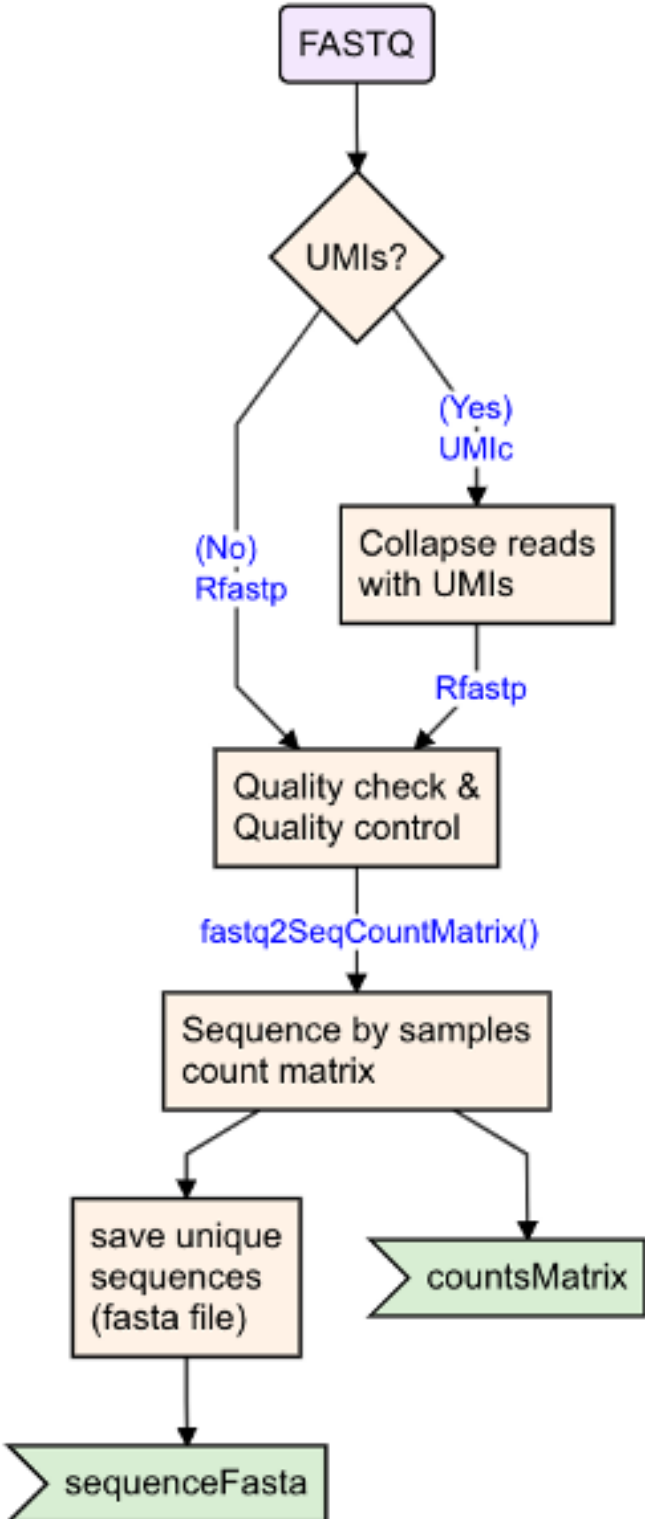 FASTQ
UMIs?
(Yes)
UMIc
(No)
Rfastp
Collapse reads
with UMIs
Rfastp
Quality check &
Quality control
fastq2SeqCountMatrix()
Sequence by samples
count matrix
save unique
sequences
(fasta file)
countsMatrix
sequenceFasta